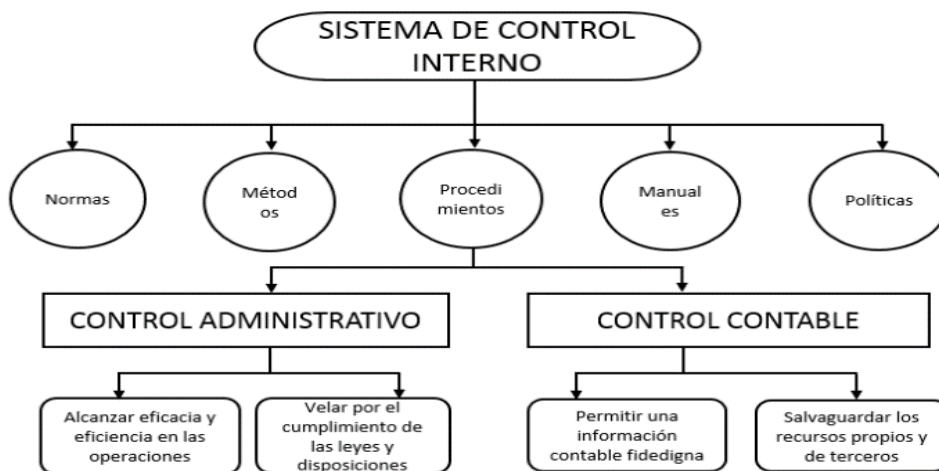 SISTEMA DE CONTROL
INTERNO
Normas
Métod
os
Procedi
mientos
Manual
es
Políticas
CONTROL ADMINISTRATIVO
CONTROL CONTABLE
Alcanzar eficacia y
eficiencia en las
operaciones
Velar por el
cumplimiento de
las leyes y
disposiciones
Permitir una
información
contable fidedigna
Salvaguardar los
recursos propios y
de terceros